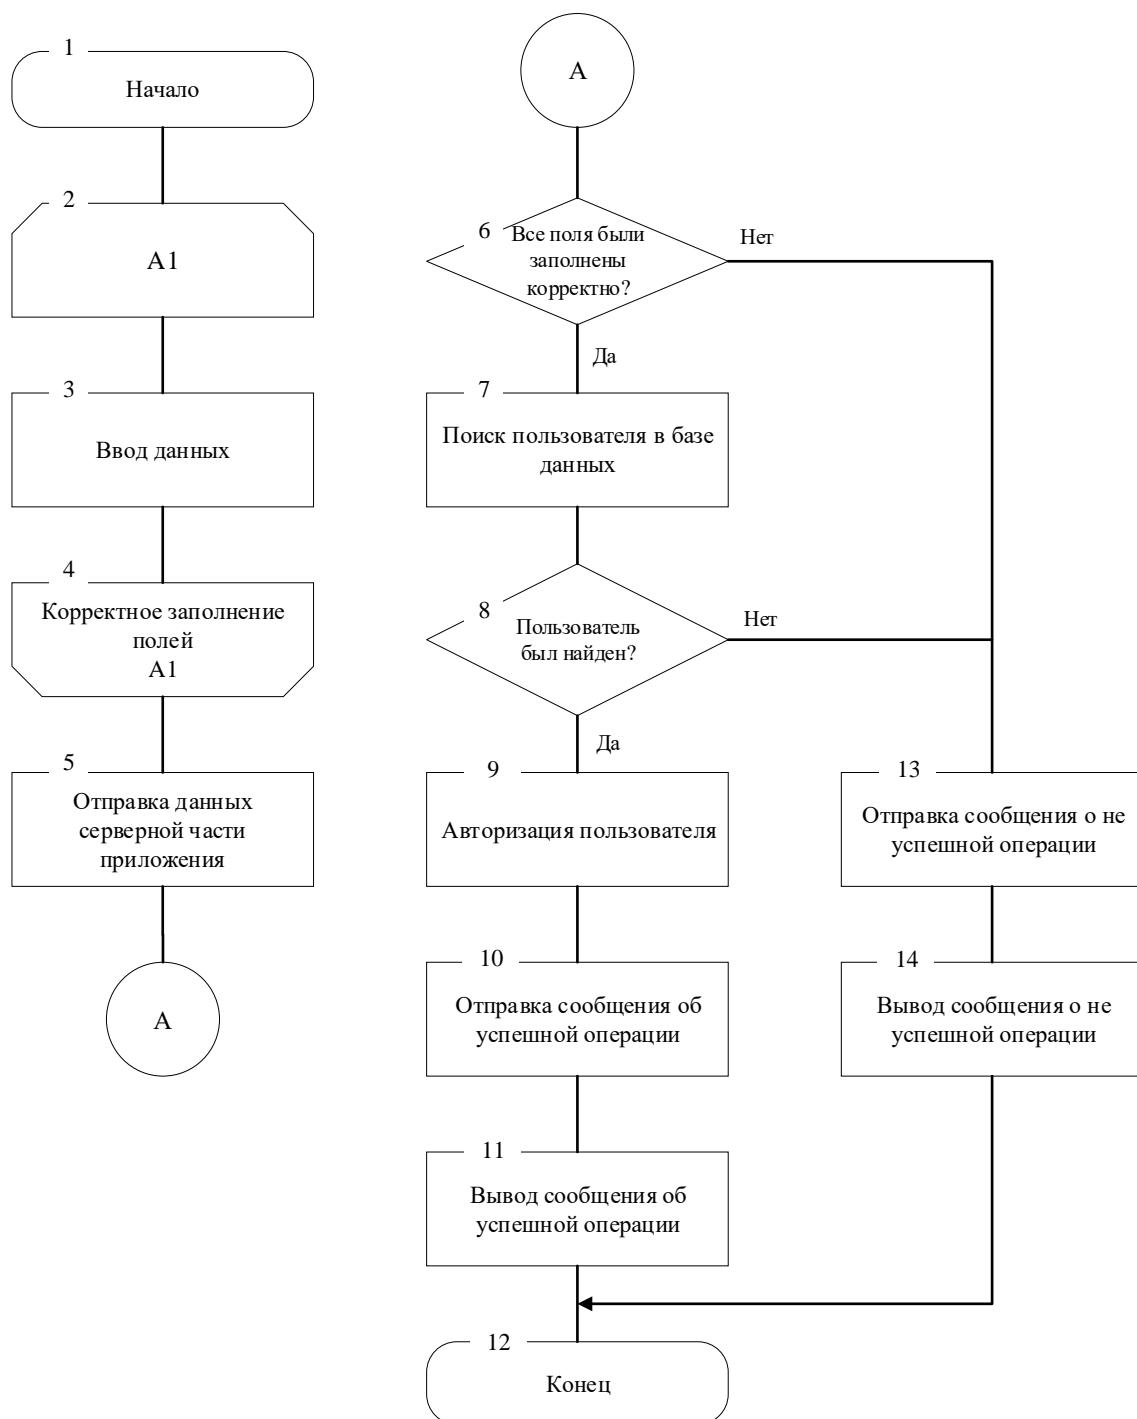 1
Начало
2
А1
3
Ввод данных
4
Корректное заполнение
полей
А1
5
Отправка данных
серверной части
приложения
А
А
6
Все поля были
заполнены
корректно?
Нет
Да
7
Поиск пользователя в базе
данных
8
Пользователь
был найден?
Нет
Да
9
Авторизация пользователя
10
Отправка сообщения об
успешной операции
11
Вывод сообщения об
успешной операции
12
Конец
13
Отправка сообщения о не
успешной операции
14
Вывод сообщения о не
успешной операции